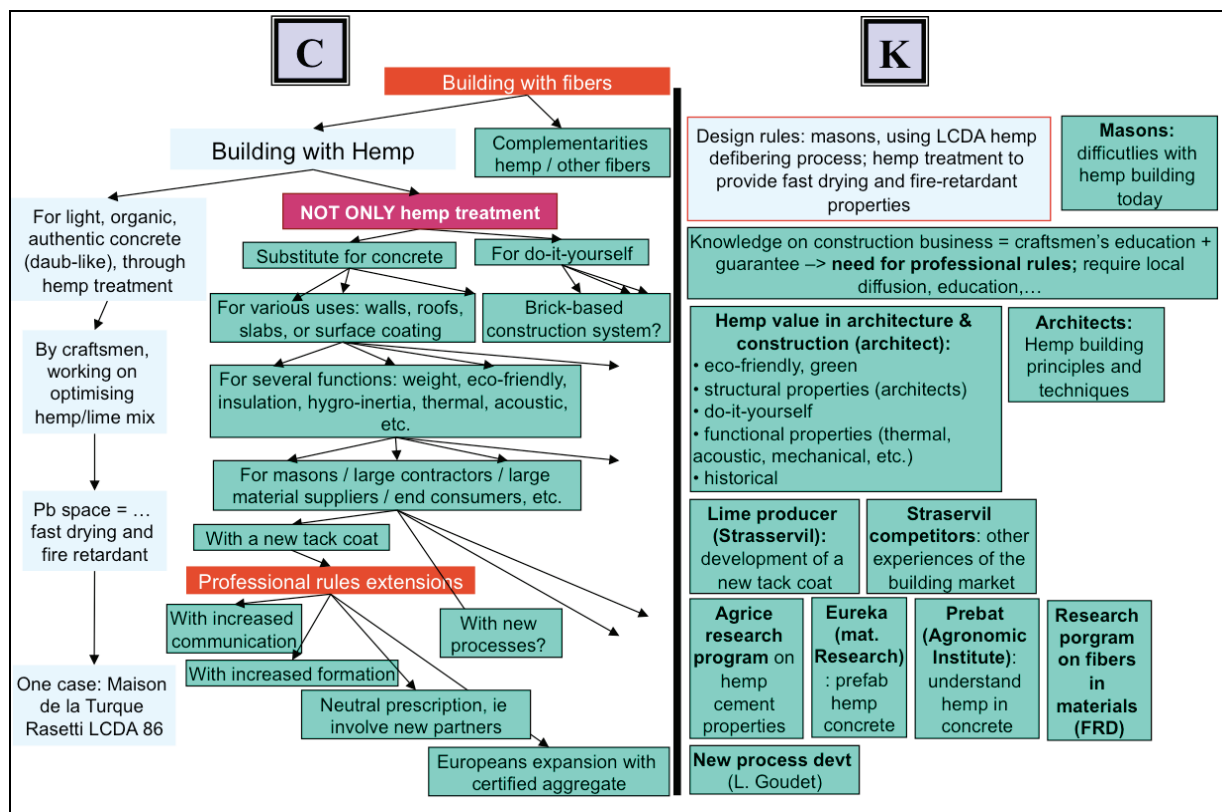 C
Building with fibers
Building with Hemp
Complementarities
hemp / other fibers
For light, organic,
authentic concrete
(daub-like), through
hemp treatment
NOT ONLY hemp treatment
Substitute for concrete
For do-it-yourself
For various uses: walls, roofs,
slabs, or surface coating
Brick-based
construction system?
By craftsmen,
working on
optimising
hemp/lime mix
For several functions: weight, eco-friendly,
insulation, hygro-inertia, thermal, acoustic,
etc.
For masons / large contractors / large
material suppliers / end consumers, etc.
Pb space = …
fast drying and
fire retardant
With a new tack coat
Professional rules extensions
With increased
communication
With new
processes?
With increased formation
One case: Maison
de la Turque
Rasetti LCDA 86
Neutral prescription, ie
involve new partners
Europeans expansion with
certified aggregate
K
Design rules: masons, using LCDA hemp
defibering process; hemp treatment to
provide fast drying and fire-retardant
properties
Masons:
difficutlies with
hemp building
today
Knowledge on construction business = craftsmen's education +
guarantee –> need for professional rules; require local
diffusion, education,…
Hemp value in architecture &
construction (architect):
• eco-friendly, green
• structural properties (architects)
• do-it-yourself
• functional properties (thermal,
acoustic, mechanical, etc.)
• historical
Architects:
Hemp building
principles and
techniques
Lime producer
(Strasservil):
development of a
new tack coat
Straservil
competitors: other
experiences of the
building market
Agrice
research
program on
hemp
cement
properties
Eureka
(mat.
Research)
: prefab
hemp
concrete
Prebat
(Agronomic
Institute):
understand
hemp in
concrete
Research
porgram
on fibers
in
materials
(FRD)
New process devt
(L. Goudet)